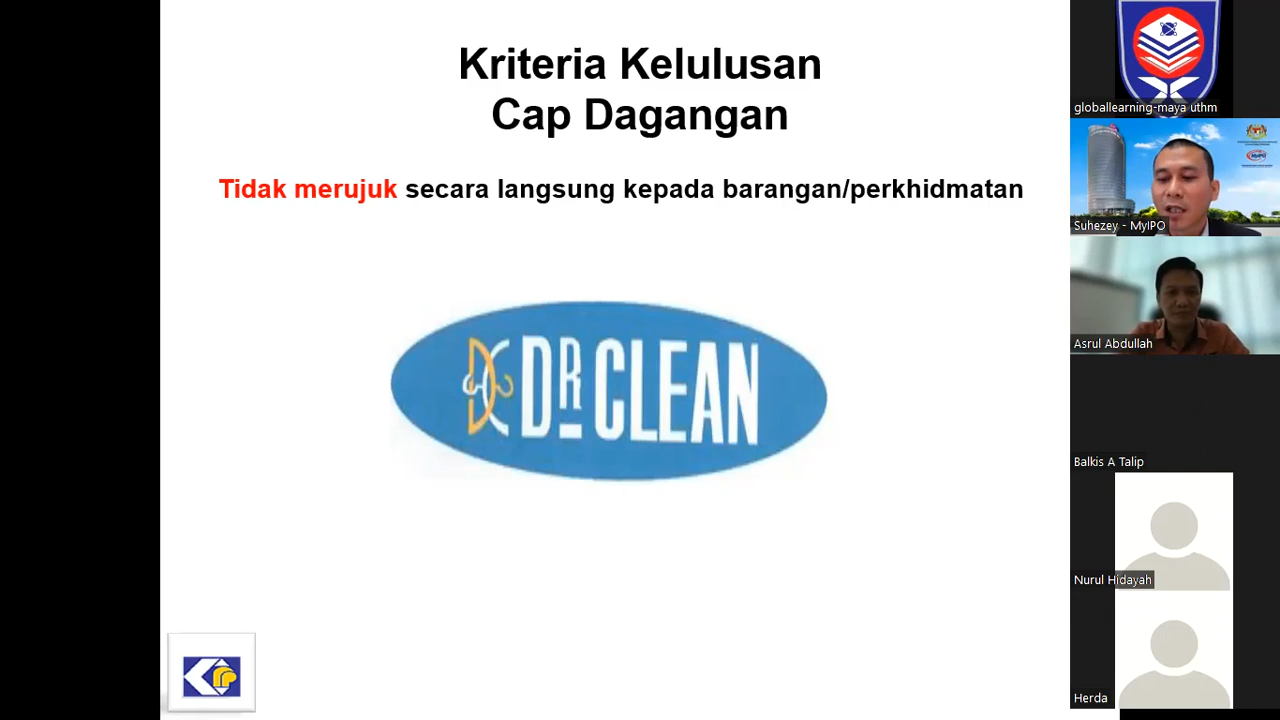 Kriteria Kelulusan
Cap Dagangan
Tidak merujuk secara langsung kepada barangan/perkhidmatan
DR CLEAN
globallearning-maya uthm
MyIPO
Suhezey - MyIPO
Asrul Abdullah
Balkis A Talip
Nurul Hidayah
Herda